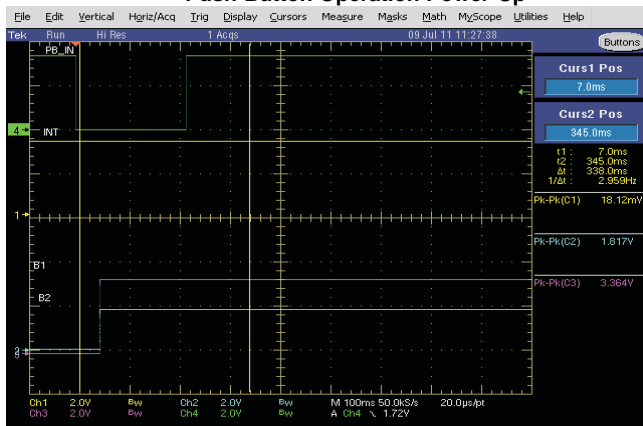 Push Button Operation Power Up
File Edit Vertical Horiz/Acq Trig Display Cursors Measure Masks Math MyScope Utilities Help
Tek Run Hi Res 1 Acqs 09 Jul 11 11:27:38
Buttons
PB_IN
Curs1 Pos
7.0ms
Curs2 Pos
345.0ms
4
INT
t1 : 7.0ms
t2 : 345.0ms
Δt : 338.0ms
1/Δt : 2.959Hz
Pk-Pk(C1) 18.12mV
1
Pk-Pk(C2) 1.817V
B1
Pk-Pk(C3) 3.364V
B2
Ch1 2.0V Bw Ch2 2.0V Bw M 100ms 50.0kS/s 20.0µs/pt
Ch3 2.0V Bw Ch4 2.0V Bw A Ch4 ∖ 1.72V